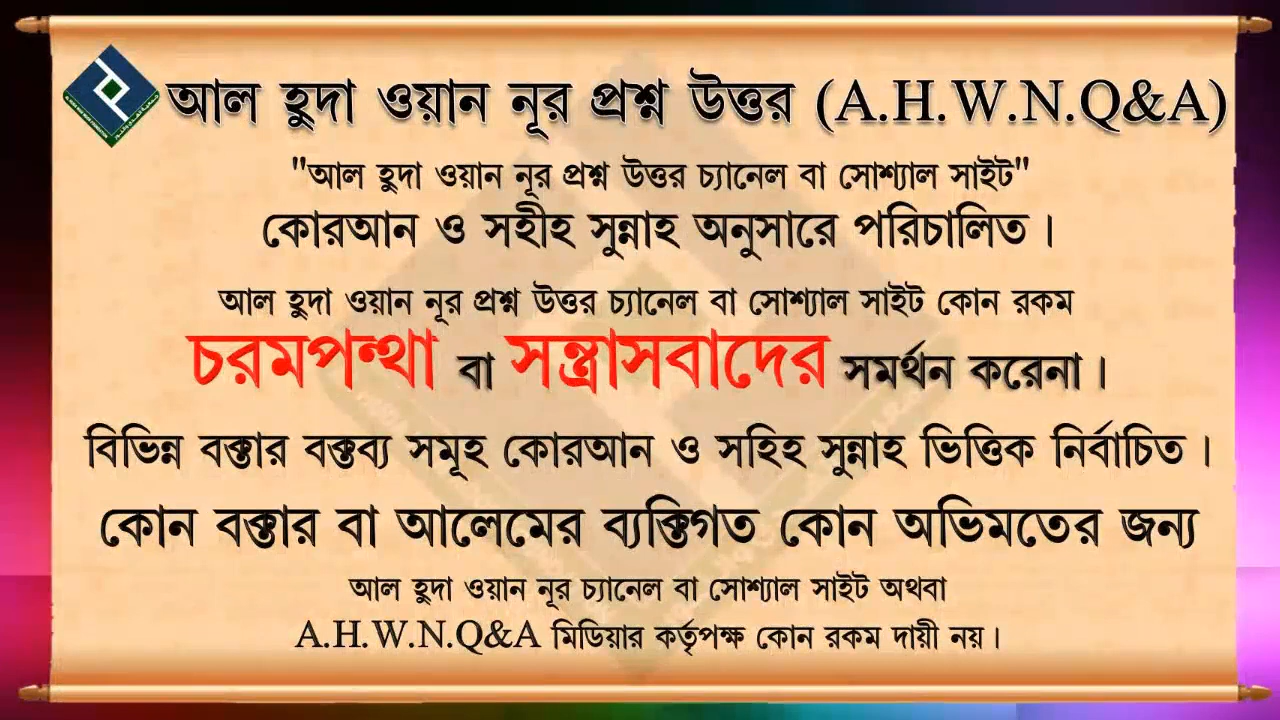 আল হুদা ওয়ান নূর প্রশ্ন উত্তর (A.H.W.N.Q&A)
"আল হুদা ওয়ান নূর প্রশ্ন উত্তর চ্যানেল বা সোশ্যাল সাইট"
কোরআন ও সহীহ সুন্নাহ অনুসারে পরিচালিত।
আল হুদা ওয়ান নূর প্রশ্ন উত্তর চ্যানেল বা সোশ্যাল সাইট কোন রকম
চরমপন্থা বা সন্ত্রাসবাদের সমর্থন করেনা।
বিভিন্ন বক্তার বক্তব্য সমূহ কোরআন ও সহিহ সুন্নাহ ভিত্তিক নির্বাচিত।
কোন বক্তার বা আলেমের ব্যক্তিগত কোন অভিমতের জন্য
আল হুদা ওয়ান নূর চ্যানেল বা সোশ্যাল সাইট অথবা
A.H.W.N.Q&A মিডিয়ার কর্তৃপক্ষ কোন রকম দায়ী নয়।